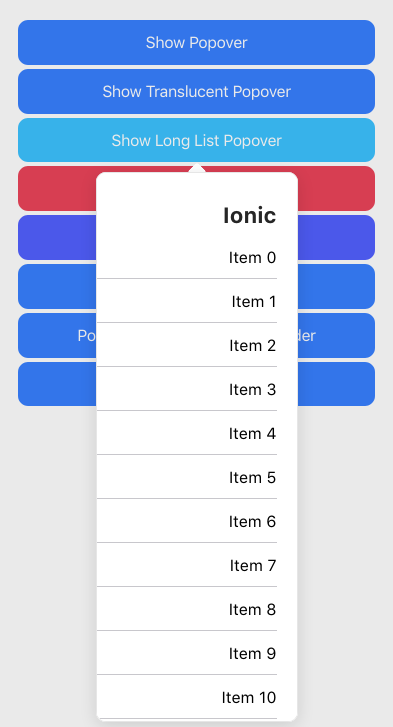 Show Popover
Show Translucent Popover
Show Long List Popover
Ionic
Item 0
Item 1
Item 2
Item 3
Item 4
Item 5
Item 6
Item 7
Item 8
Item 9
Item 10